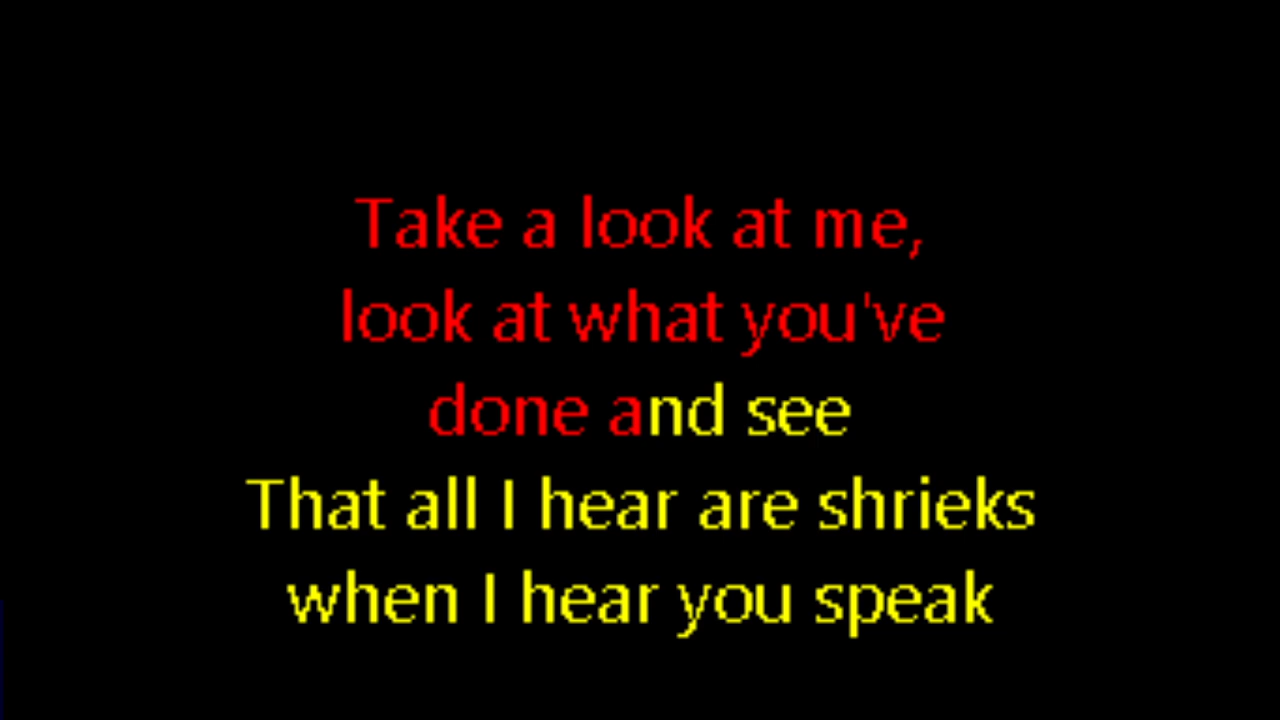 Take a look at me,
look at what you've
done and see
That all I hear are shrieks
when I hear you speak